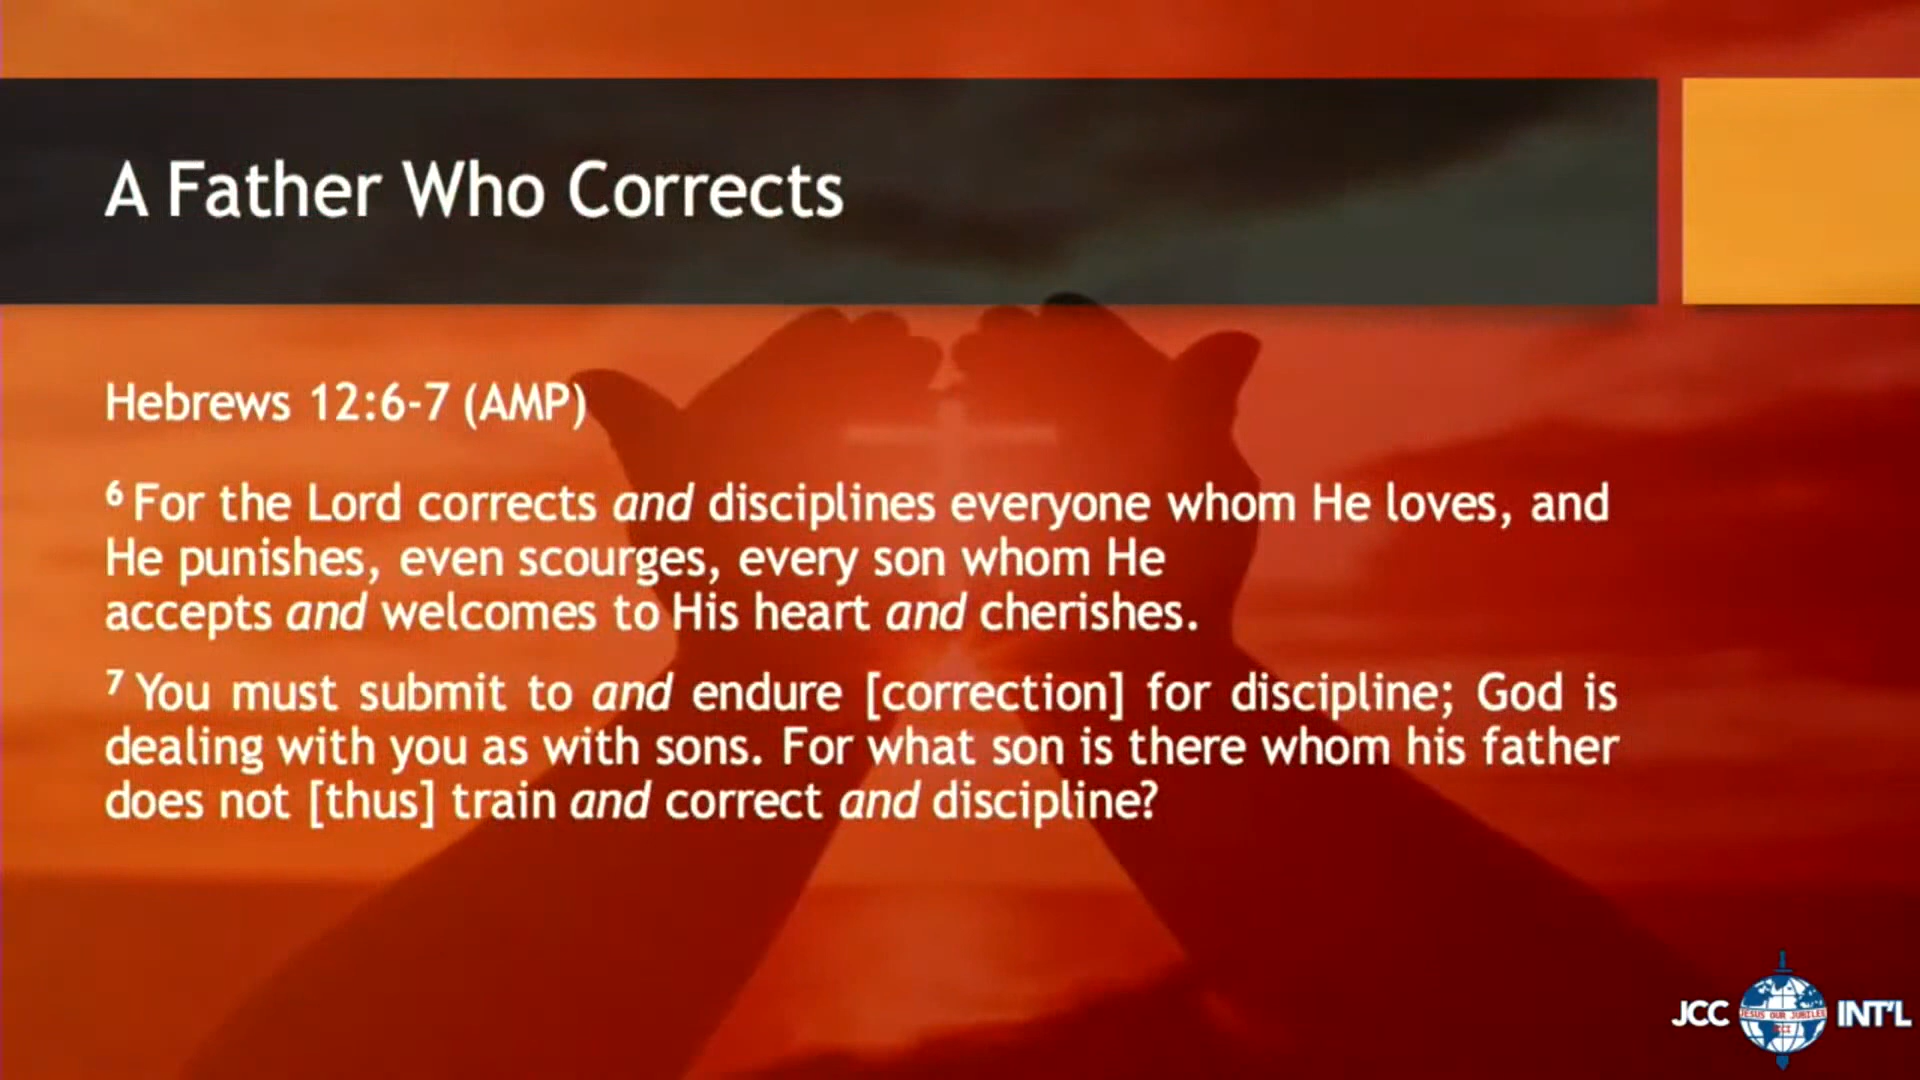 A Father Who Corrects
Hebrews 12:6-7 (AMP)
6 For the Lord corrects and disciplines everyone whom He loves, and
He punishes, even scourges, every son whom He
accepts and welcomes to His heart and cherishes.
7 You must submit to and endure [correction] for discipline; God is
dealing with you as with sons. For what son is there whom his father
does not [thus] train and correct and discipline?
JCC INT'L
JESUS OUR JUBILEE